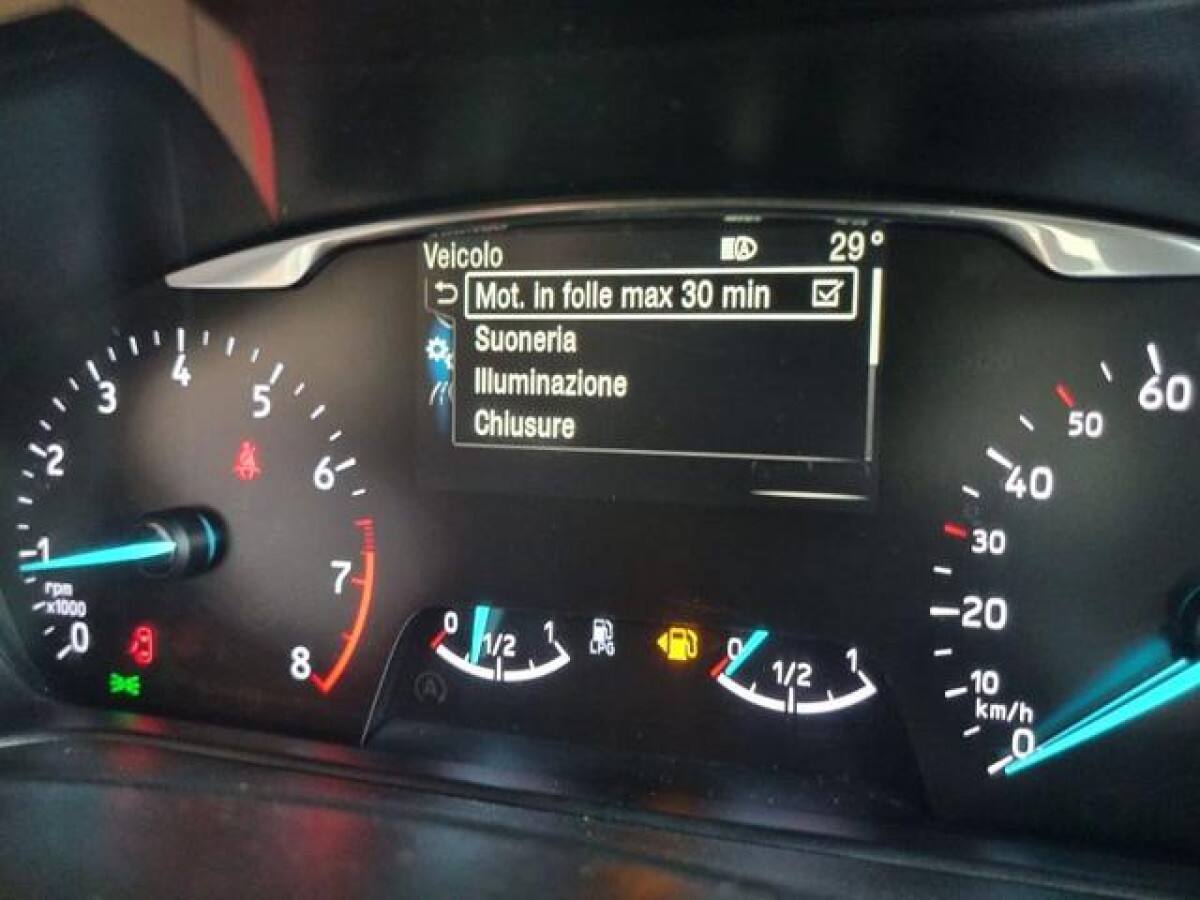 Veicolo 29°
Mot. in folle max 30 min
Suoneria
Illuminazione
Chiusure
0
1
2
3
4
5
6
7
8
rpm
x1000
0 1/2 1
LPG
0 1/2 1
A
0
10
20
30
40
50
60
km/h